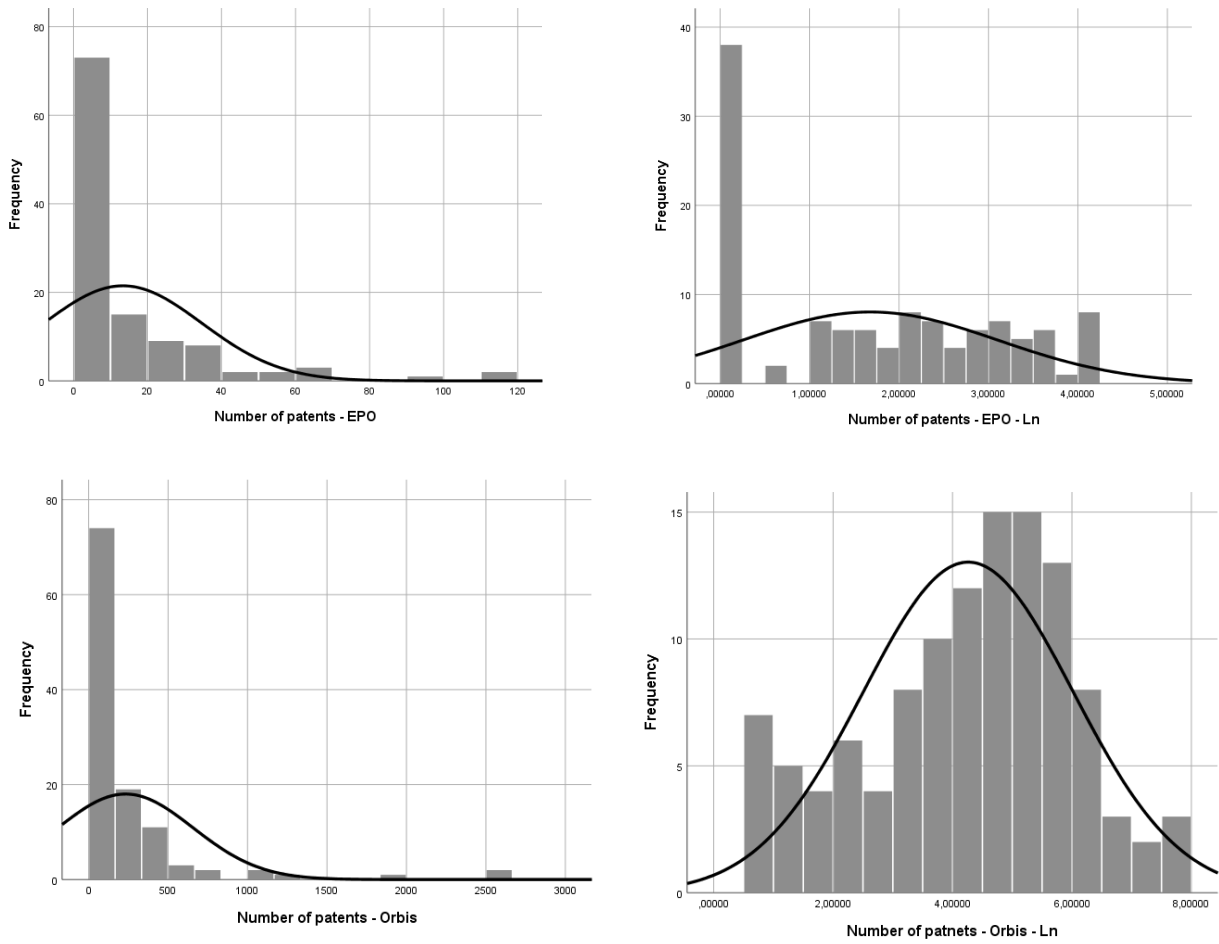 80
60
40
20
0
Frequency
0 20 40 60 80 100 120
Number of patents - EPO
40
30
20
10
0
Frequency
,00000 1,00000 2,00000 3,00000 4,00000 5,00000
Number of patents - EPO - Ln
80
60
40
20
0
Frequency
0 500 1000 1500 2000 2500 3000
Number of patents - Orbis
15
10
5
0
Frequency
,00000 2,00000 4,00000 6,00000 8,00000
Number of patnets - Orbis - Ln